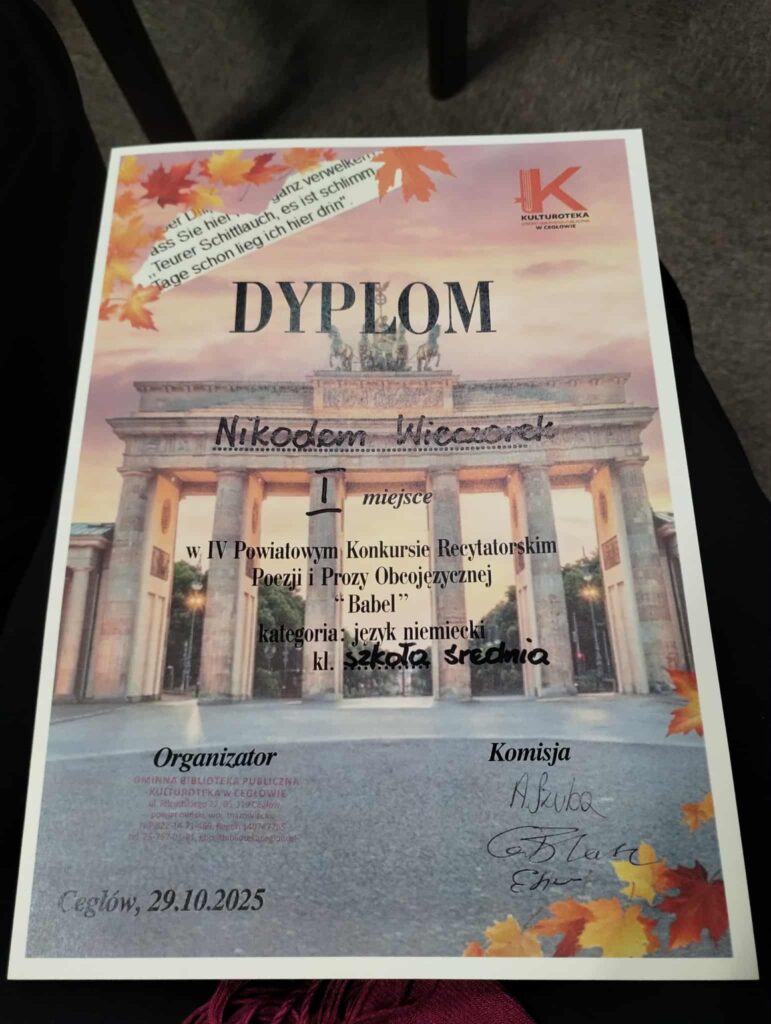 ganz verwelken
ass Sie hier
„Teurer Schittlauch, es ist schlimm,
Tage schon lieg ich hier drin".
K
KULTUROTEKA
W CEGŁOWIE
DYPLOM
Nikodem Wieczorek
I miejsce
w IV Powiatowym Konkursie Recytatorskim
Poezji i Prozy Obcojęzycznej
“Babel”
kategoria: język niemiecki
kl. szkoła średnia
Organizator
Komisja
GMINNA BIBLIOTEKA PUBLICZNA
KULTUROTEKA W CEGŁOWIE
A.Szuba
Cegłów, 29.10.2025